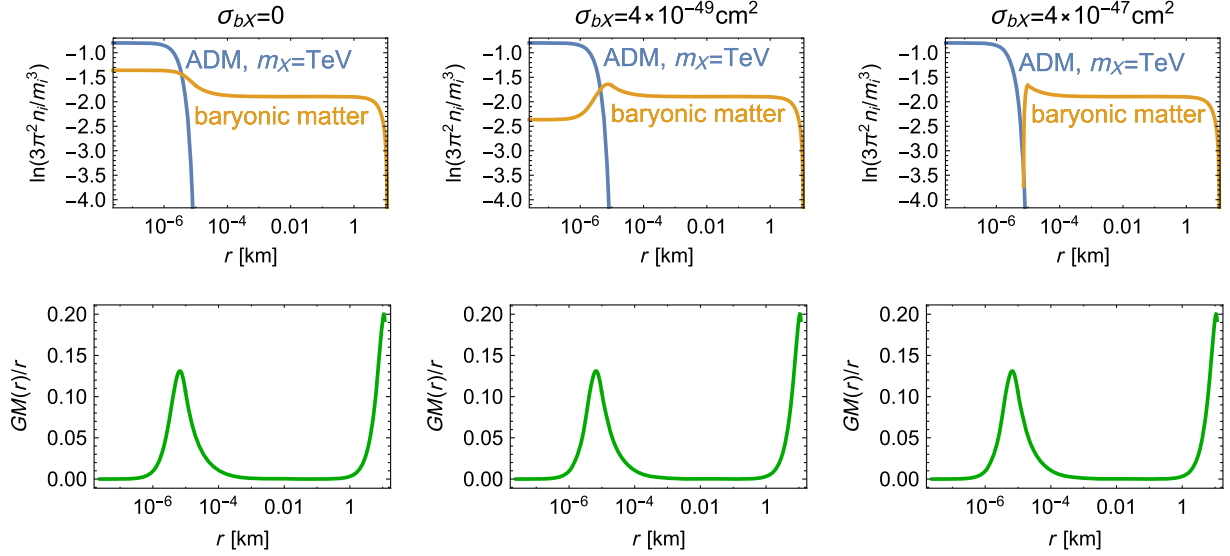 σbX=0
σbX=4×10⁻⁴⁹cm²
σbX=4×10⁻⁴⁷cm²
ln(3π²nᵢ/mᵢ³)
-1.0
-1.5
-2.0
-2.5
-3.0
-3.5
-4.0
ADM, mX=TeV
baryonic matter
10⁻⁶
10⁻⁴
0.01
1
r [km]
ln(3π²nᵢ/mᵢ³)
-1.0
-1.5
-2.0
-2.5
-3.0
-3.5
-4.0
ADM, mX=TeV
baryonic matter
10⁻⁶
10⁻⁴
0.01
1
r [km]
ln(3π²nᵢ/mᵢ³)
-1.0
-1.5
-2.0
-2.5
-3.0
-3.5
-4.0
ADM, mX=TeV
baryonic matter
10⁻⁶
10⁻⁴
0.01
1
r [km]
GM(r)/r
0.20
0.15
0.10
0.05
0.00
10⁻⁶
10⁻⁴
0.01
1
r [km]
GM(r)/r
0.20
0.15
0.10
0.05
0.00
10⁻⁶
10⁻⁴
0.01
1
r [km]
GM(r)/r
0.20
0.15
0.10
0.05
0.00
10⁻⁶
10⁻⁴
0.01
1
r [km]